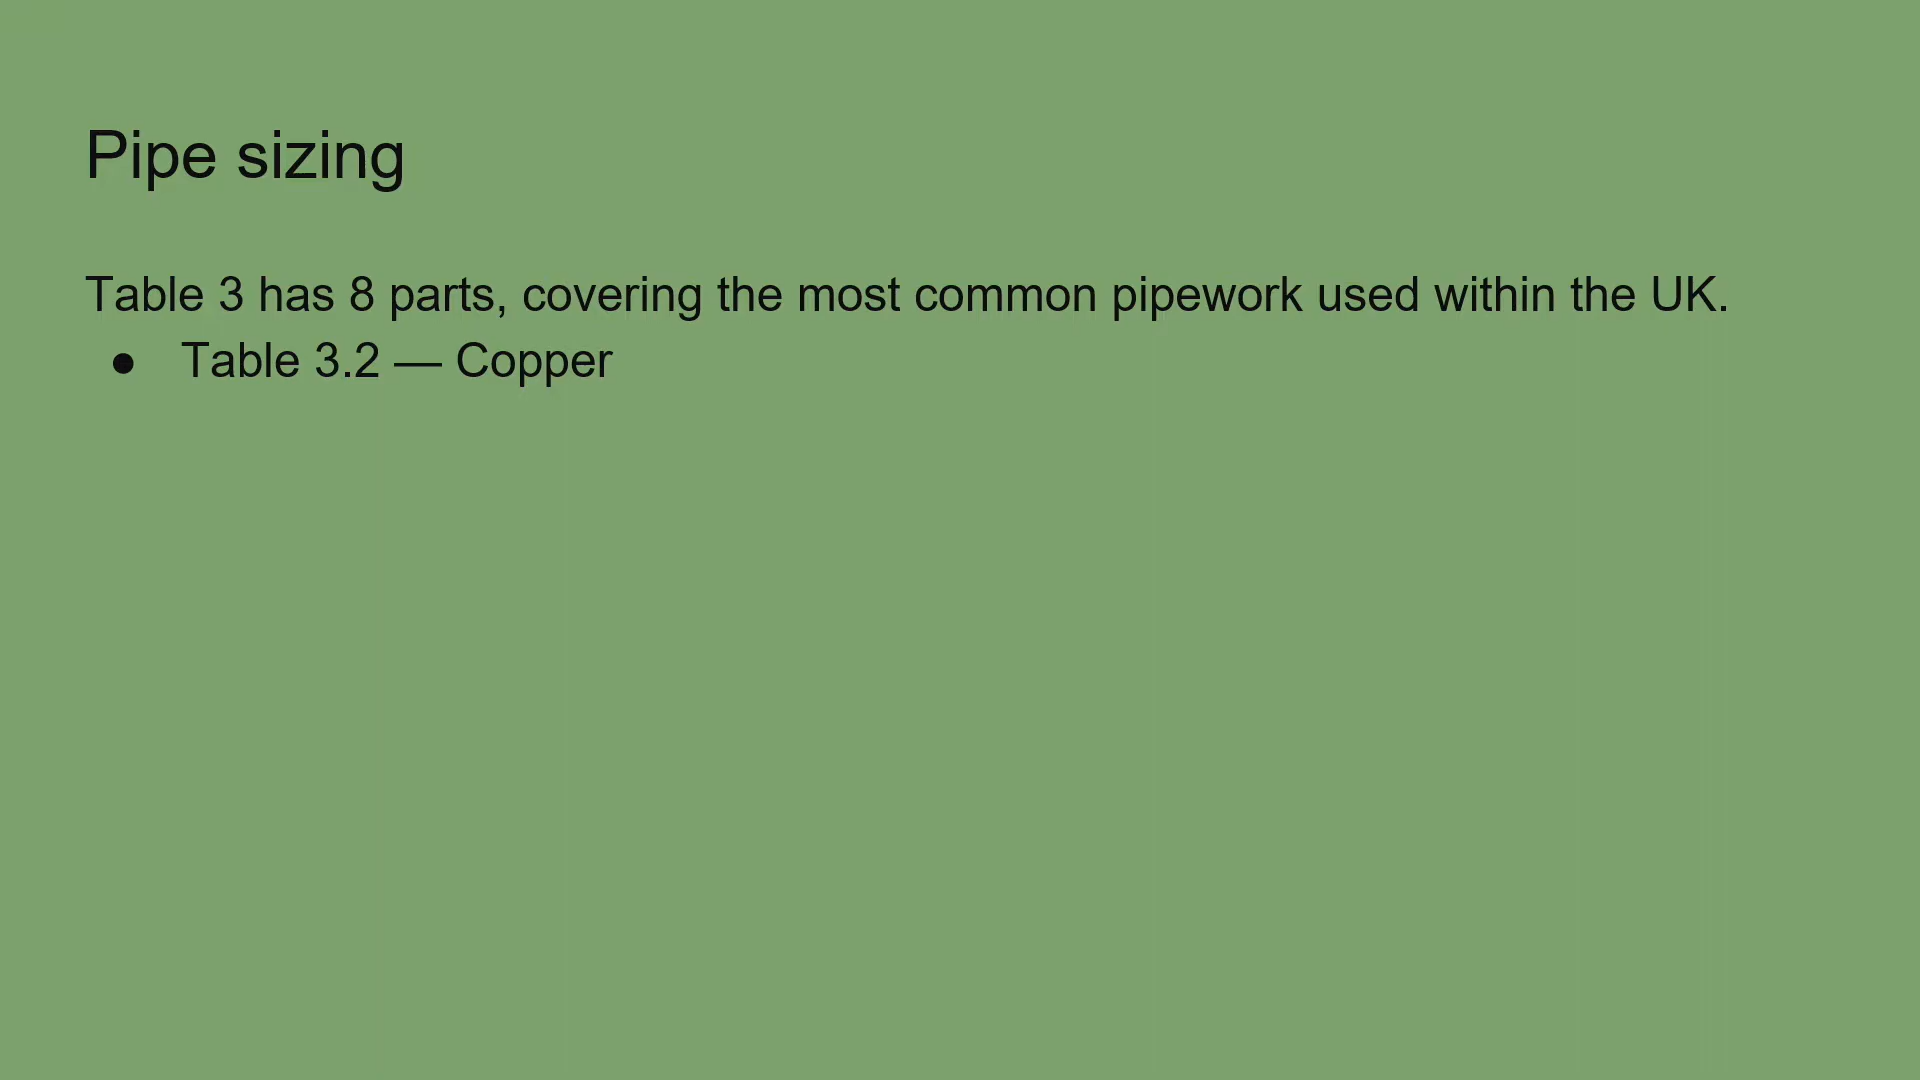 Pipe sizing
Table 3 has 8 parts, covering the most common pipework used within the UK.
● Table 3.2 — Copper